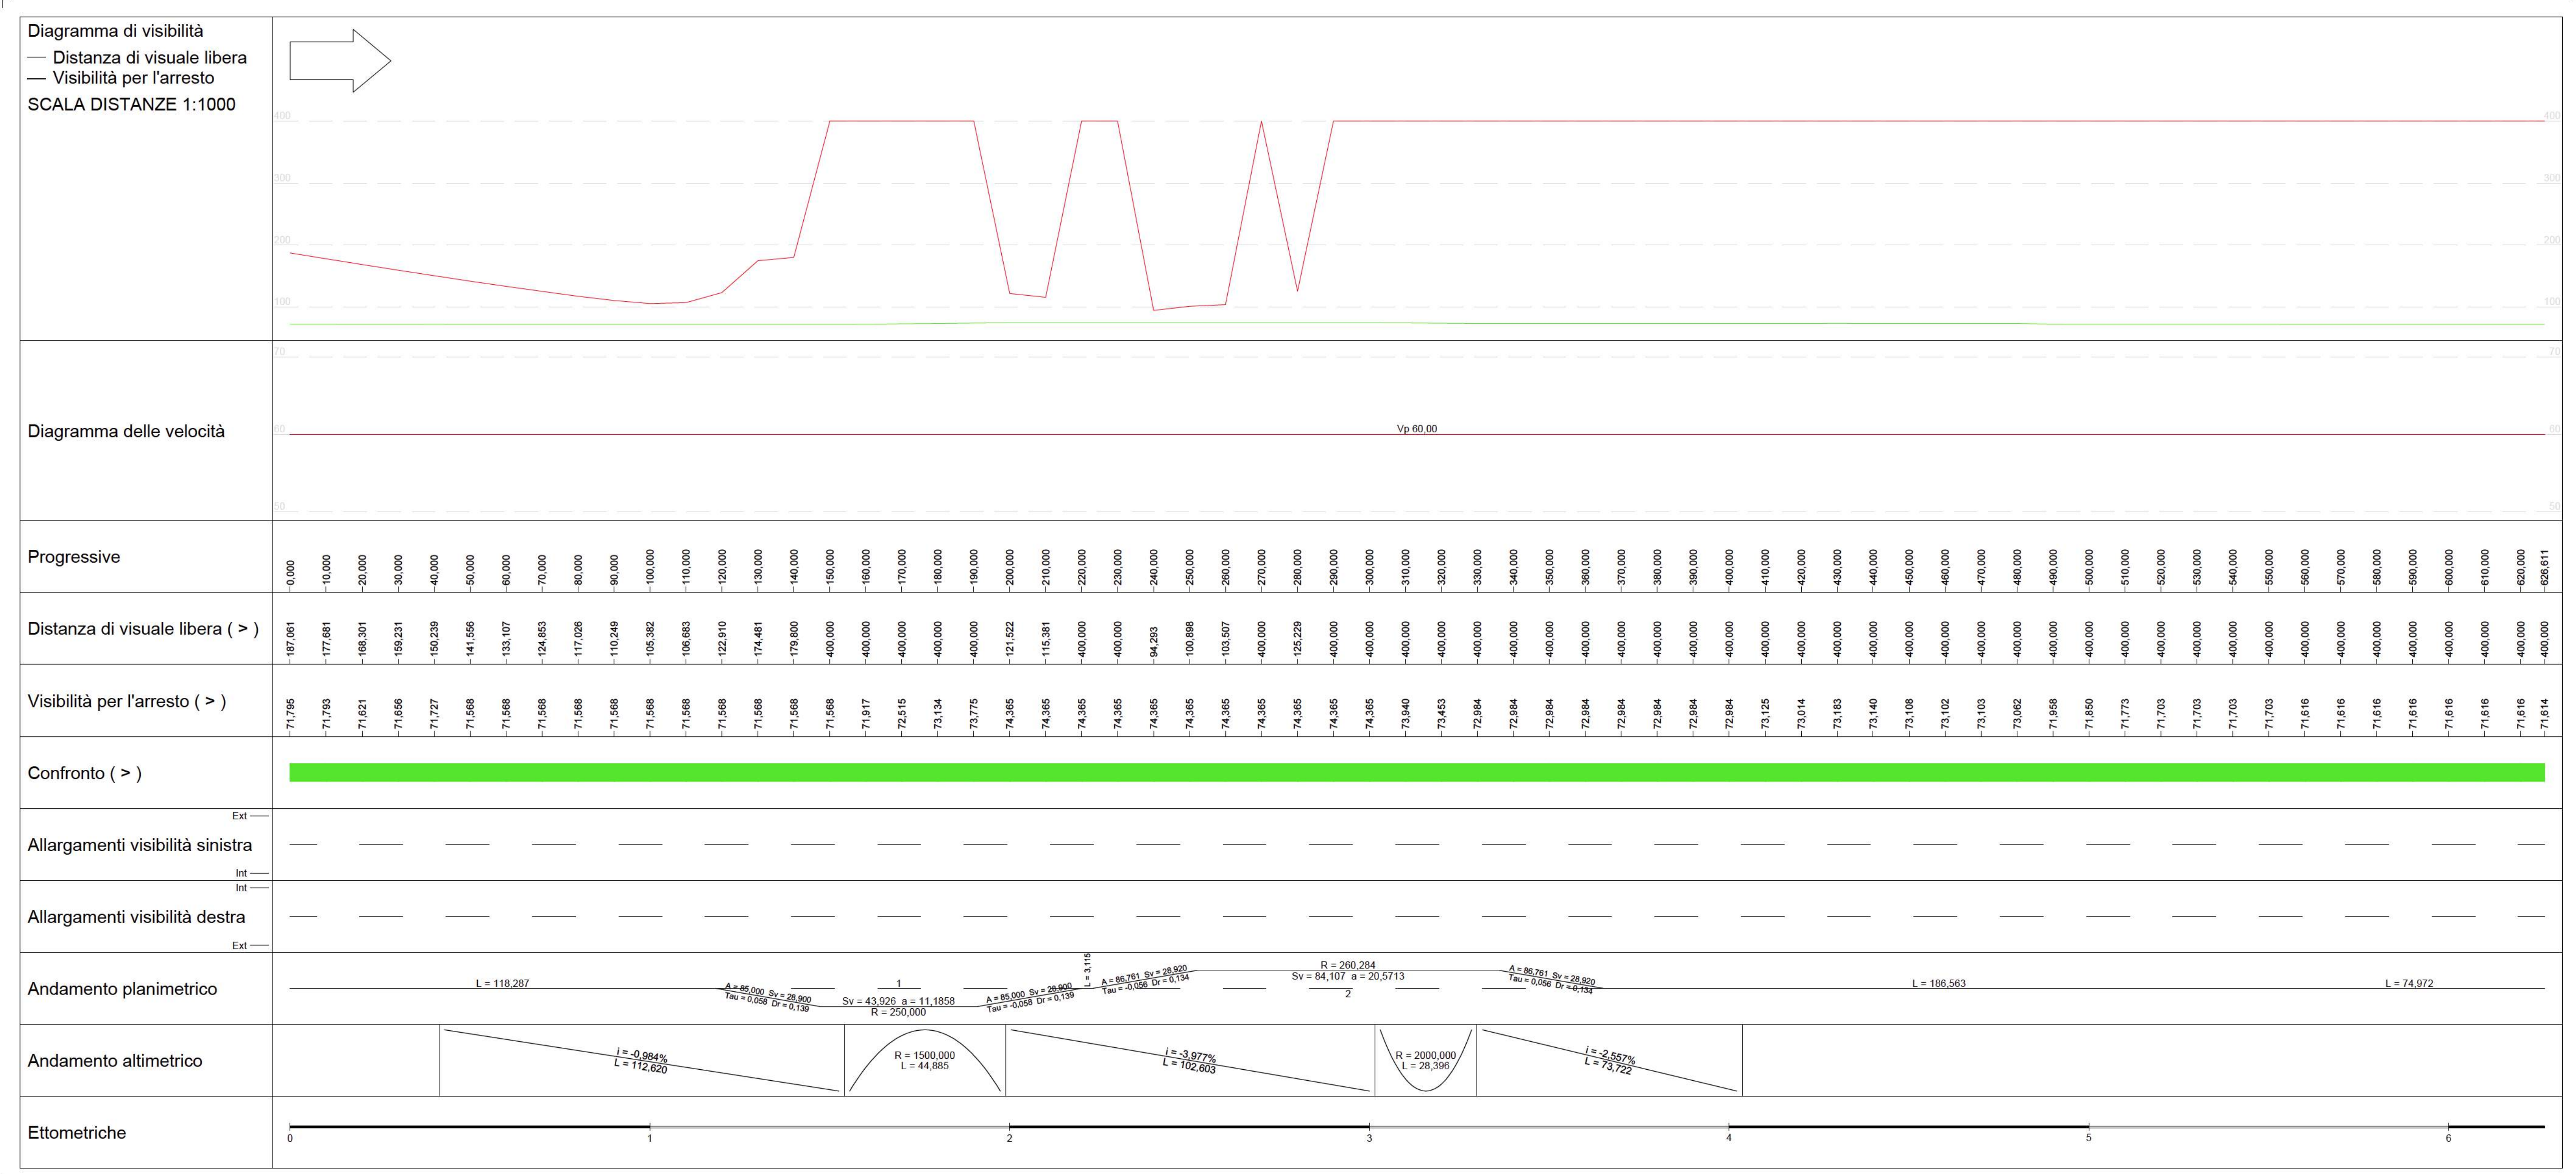 Diagramma di visibilità
Distanza di visuale libera
Visibilità per l'arresto
SCALA DISTANZE 1:1000
400 400
300 300
200 200
100 100
Diagramma delle velocità
70 70
60 Vp 60,00 60
50 50
Progressive
0,000 10,000 20,000 30,000 40,000 50,000 60,000 70,000 80,000 90,000 100,000 110,000 120,000 130,000 140,000 150,000 160,000 170,000 180,000 190,000 200,000 210,000 220,000 230,000 240,000 250,000 260,000 270,000 280,000 290,000 300,000 310,000 320,000 330,000 340,000 350,000 360,000 370,000 380,000 390,000 400,000 410,000 420,000 430,000 440,000 450,000 460,000 470,000 480,000 490,000 500,000 510,000 520,000 530,000 540,000 550,000 560,000 570,000 580,000 590,000 600,000 610,000 620,000 626,611
Distanza di visuale libera ( > )
187,061 177,681 168,301 159,231 150,239 141,556 133,107 124,853 117,026 110,249 105,382 106,683 122,910 174,481 179,800 400,000 400,000 400,000 400,000 400,000 121,522 115,381 400,000 400,000 94,293 100,898 103,507 400,000 125,229 400,000 400,000 400,000 400,000 400,000 400,000 400,000 400,000 400,000 400,000 400,000 400,000 400,000 400,000 400,000 400,000 400,000 400,000 400,000 400,000 400,000 400,000 400,000 400,000 400,000 400,000 400,000 400,000 400,000 400,000 400,000 400,000 400,000 400,000 400,000
Visibilità per l'arresto ( > )
71,795 71,793 71,621 71,656 71,727 71,568 71,568 71,568 71,568 71,568 71,568 71,568 71,568 71,568 71,568 71,568 71,917 72,515 73,134 73,775 74,365 74,365 74,365 74,365 74,365 74,365 74,365 74,365 74,365 74,365 74,365 73,940 73,453 72,984 72,984 72,984 72,984 72,984 72,984 72,984 72,984 73,125 73,014 73,183 73,140 73,108 73,102 73,103 73,062 71,958 71,850 71,773 71,703 71,703 71,703 71,703 71,616 71,616 71,616 71,616 71,616 71,616 71,616 71,614
Confronto ( > )
Ext
Allargamenti visibilità sinistra
Int
Int
Allargamenti visibilità destra
Ext
Andamento planimetrico
L = 118,287
A = 85,000 Sv = 28,900
Tau = 0,058 Dr = 0,139
1
Sv = 43,926 a = 11,1858
R = 250,000
A = 85,000 Sv = 28,900
Tau = -0,058 Dr = 0,139
L = 3,115
A = 86,761 Sv = 28,920
Tau = -0,056 Dr = 0,134
R = 260,284
Sv = 84,107 a = 20,5713
2
A = 86,761 Sv = 28,920
Tau = 0,056 Dr = 0,134
L = 186,563
L = 74,972
Andamento altimetrico
i = -0,984%
L = 112,620
R = 1500,000
L = 44,885
i = -3,977%
L = 102,603
R = 2000,000
L = 28,396
i = -2,557%
L = 73,722
Ettometriche
0 1 2 3 4 5 6